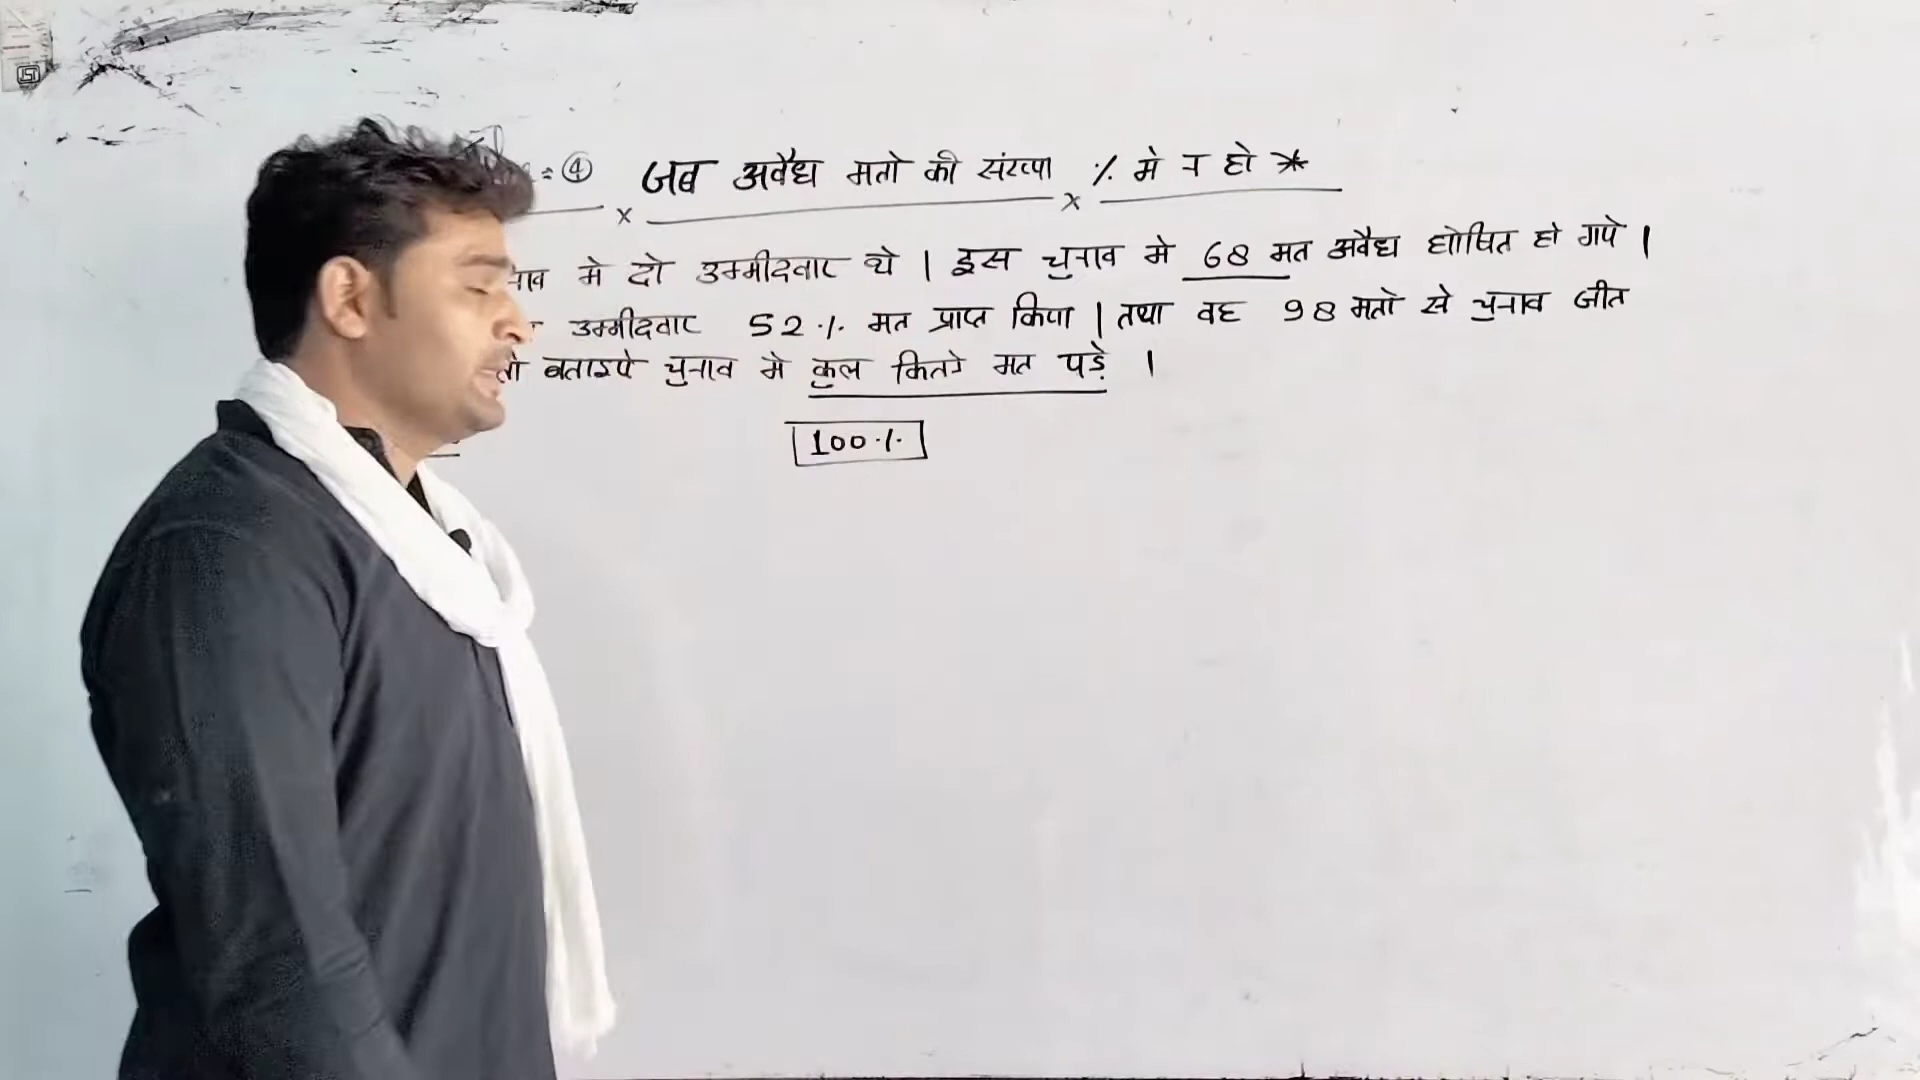 = ④ जब अवैध मतो की संख्या % मे न हो *
मे दो उम्मीदवार थे | इस चुनाव मे 68 मत अवैध घोषित हो गये |
उम्मीदवार 52 % मत प्राप्त किया | तथा वह 98 मतो से चुनाव जीत
बताइये चुनाव मे कुल कितने मत पड़े |
100 %